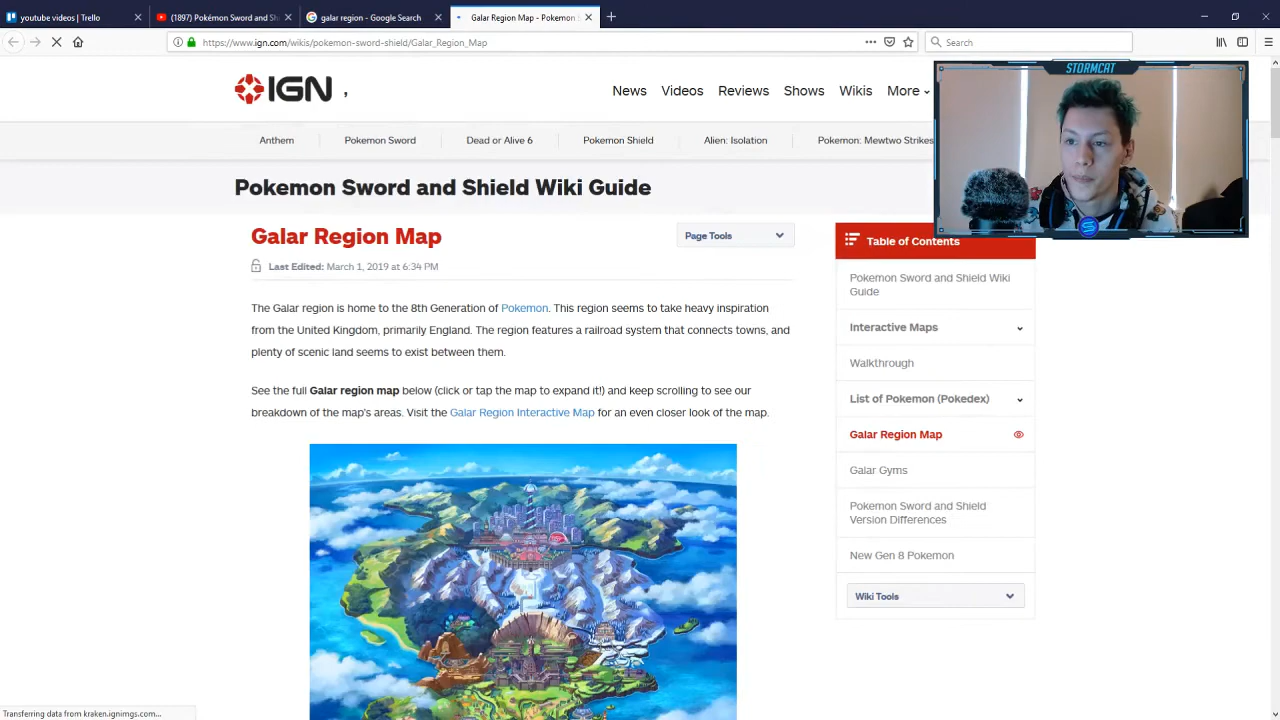 youtube videos | Trello
(1897) Pokémon Sword and Sh
galar region - Google Search
Galar Region Map - Pokemon
https://www.ign.com/wikis/pokemon-sword-shield/Galar_Region_Map
Search
STORMCAT
IGN
News Videos Reviews Shows Wikis More
Anthem Pokemon Sword Dead or Alive 6 Pokemon Shield Alien: Isolation Pokemon: Mewtwo Strikes
Pokemon Sword and Shield Wiki Guide
Galar Region Map
Page Tools
Last Edited: March 1, 2019 at 6:34 PM
The Galar region is home to the 8th Generation of Pokemon. This region seems to take heavy inspiration
from the United Kingdom, primarily England. The region features a railroad system that connects towns, and
plenty of scenic land seems to exist between them.
See the full Galar region map below (click or tap the map to expand it!) and keep scrolling to see our
breakdown of the map's areas. Visit the Galar Region Interactive Map for an even closer look of the map.
Table of Contents
Pokemon Sword and Shield Wiki
Guide
Interactive Maps
Walkthrough
List of Pokemon (Pokedex)
Galar Region Map
Galar Gyms
Pokemon Sword and Shield
Version Differences
New Gen 8 Pokemon
Wiki Tools
Transferring data from kraken.ignimgs.com...